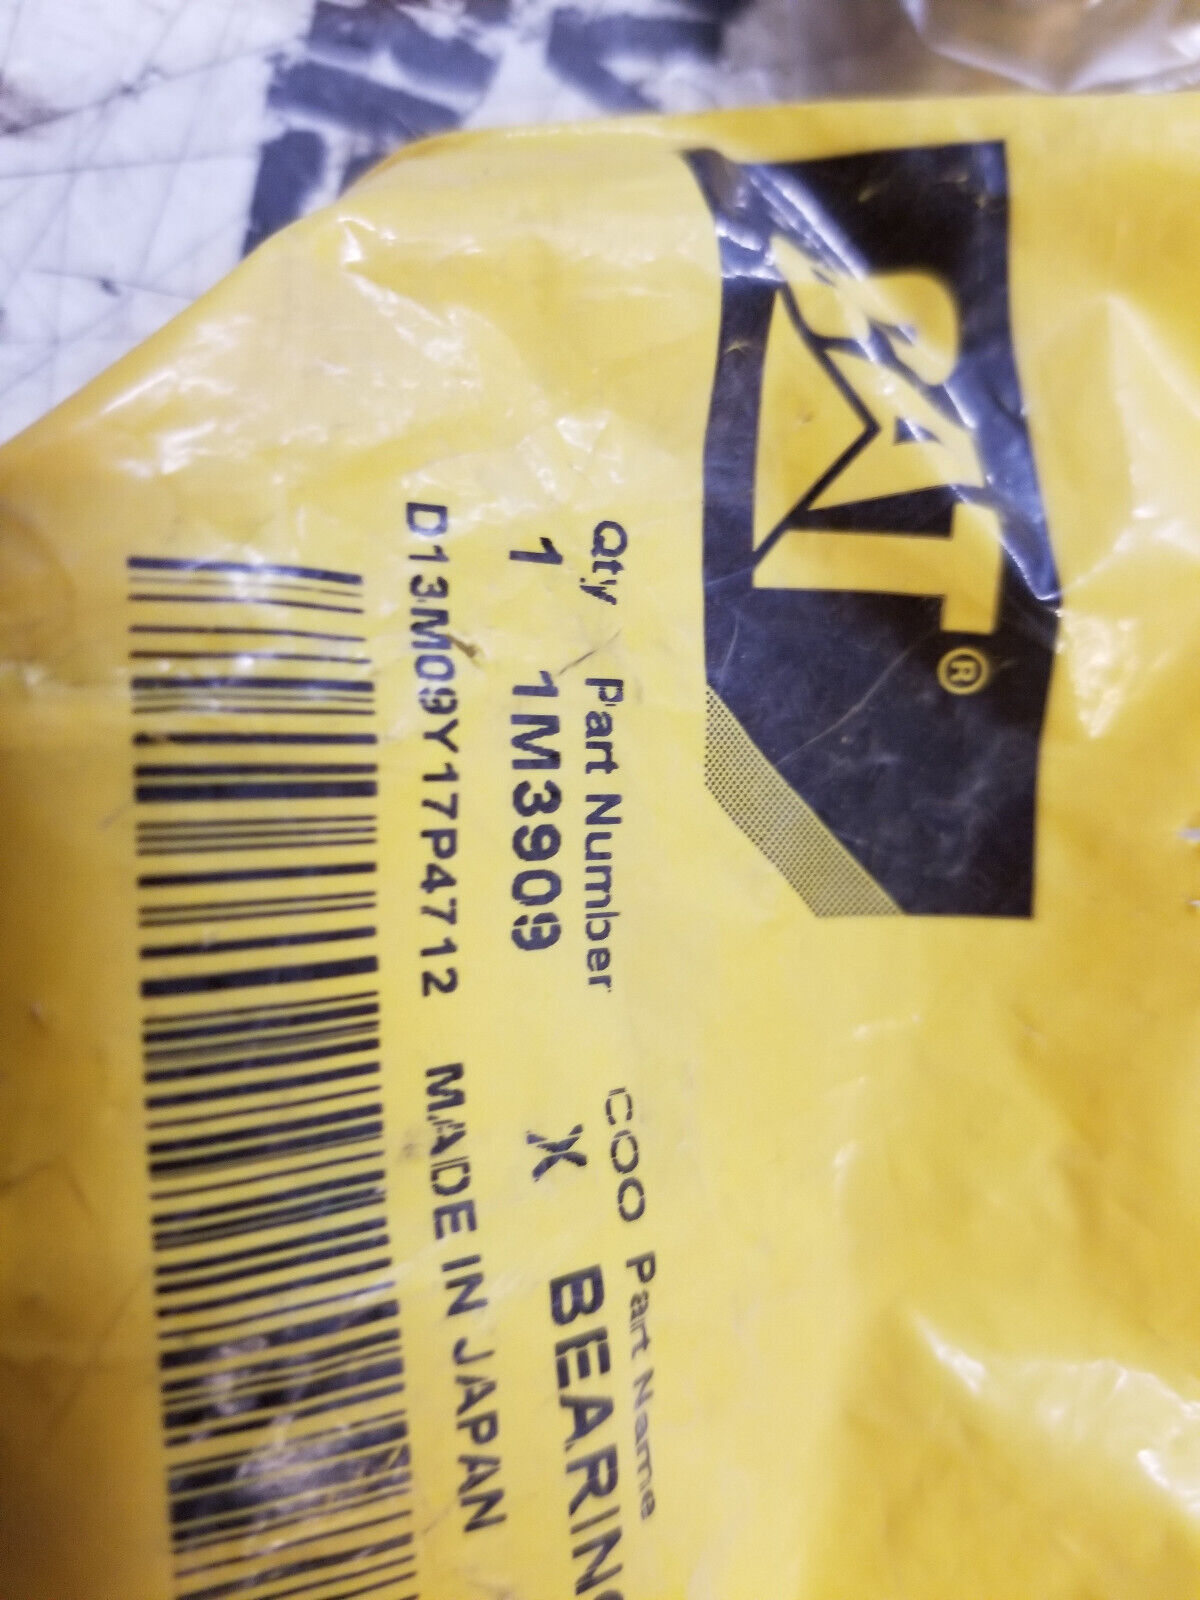 CAT®
Qty Part Number COO Part Name
1 1M3909 X BEARING
D13M09Y17P4712 MADE IN JAPAN